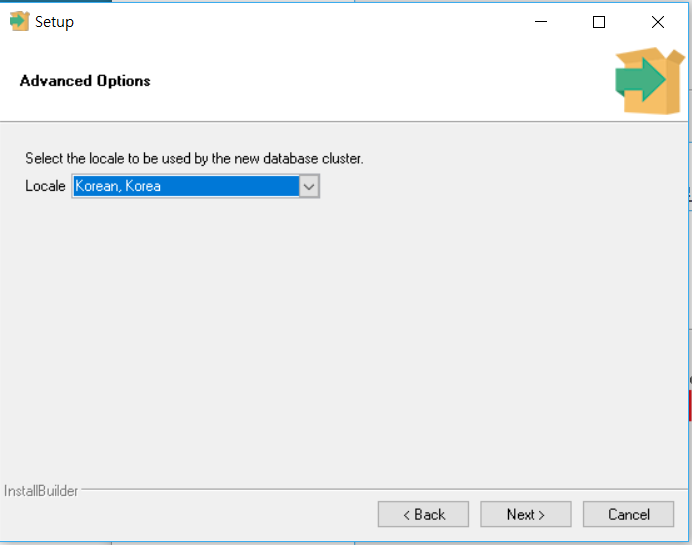 Setup
Advanced Options
Select the locale to be used by the new database cluster.
Locale Korean, Korea
InstallBuilder
< Back Next > Cancel